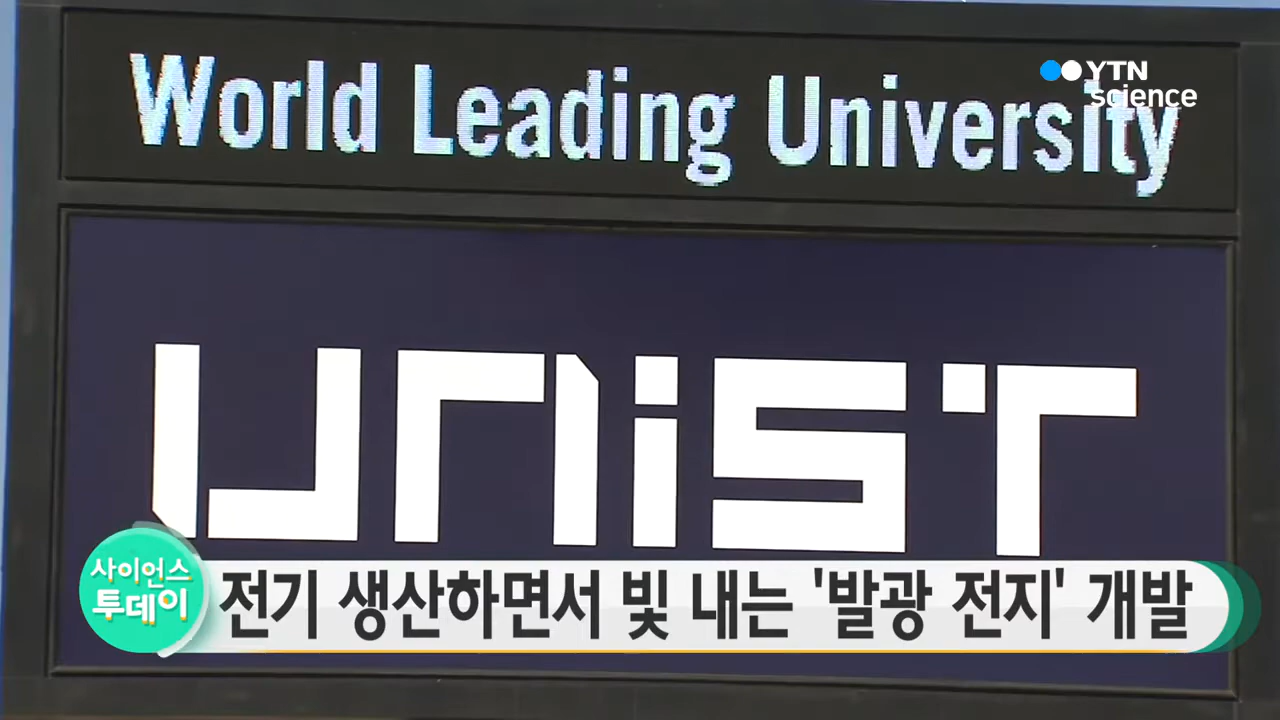 World Leading University
YTN
science
UNIST
사이언스
투데이
전기 생산하면서 빛 내는 '발광 전지' 개발